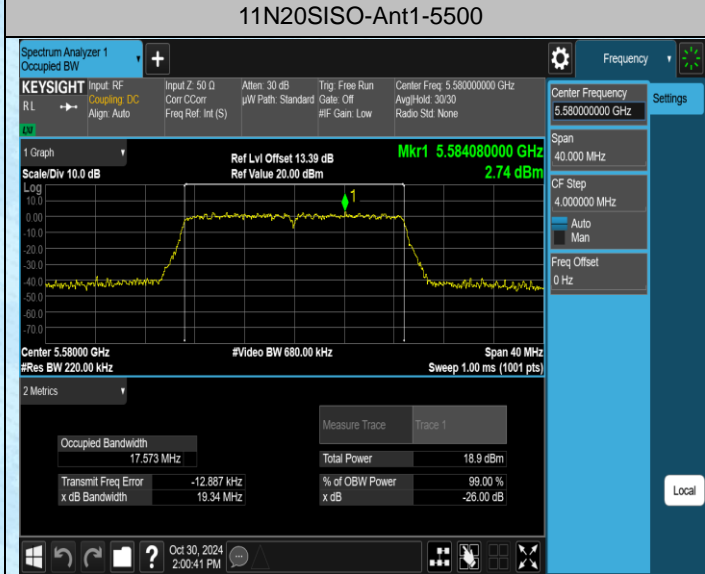 11N20SISO-Ant1-5500
Spectrum Analyzer 1
Occupied BW
Frequency
KEYSIGHT
RL
Input: RF
Coupling: DC
Align: Auto
Input Z: 50 Ω
Corr CCorr
Freq Ref: Int (S)
Atten: 30 dB
µW Path: Standard
Trig: Free Run
Gate: Off
#IF Gain: Low
Center Freq: 5.580000000 GHz
Avg|Hold: 30/30
Radio Std: None
Center Frequency
5.580000000 GHz
Settings
Span
40.000 MHz
CF Step
4.000000 MHz
Auto
Man
Freq Offset
0 Hz
1 Graph
Scale/Div 10.0 dB
Ref Lvl Offset 13.39 dB
Ref Value 20.00 dBm
Mkr1 5.584080000 GHz
2.74 dBm
Log
10.0
0.00
-10.0
-20.0
-30.0
-40.0
-50.0
-60.0
-70.0
1
Center 5.58000 GHz
#Video BW 680.00 kHz
Span 40 MHz
#Res BW 220.00 kHz
Sweep 1.00 ms (1001 pts)
2 Metrics
Measure Trace
Trace 1
Occupied Bandwidth
17.573 MHz
Total Power
18.9 dBm
Transmit Freq Error
-12.887 kHz
% of OBW Power
99.00 %
x dB Bandwidth
19.34 MHz
x dB
-26.00 dB
Local
Oct 30, 2024
2:00:41 PM